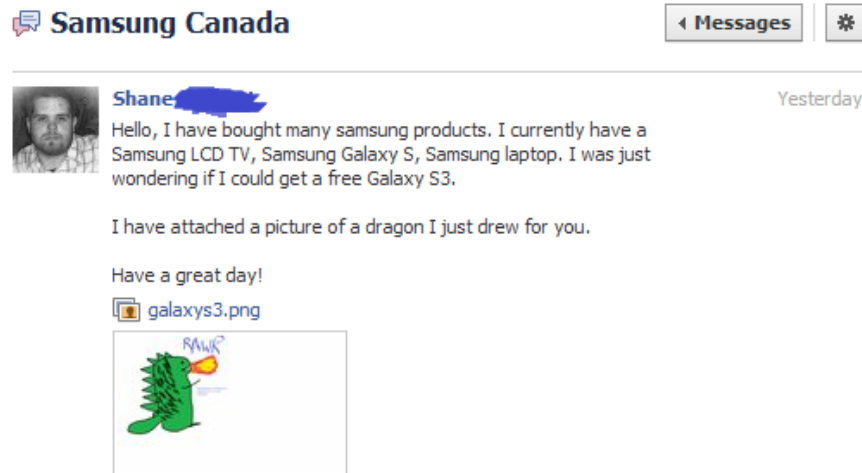 Samsung Canada
Messages
Shane
Yesterday
Hello, I have bought many samsung products. I currently have a
Samsung LCD TV, Samsung Galaxy S, Samsung laptop. I was just
wondering if I could get a free Galaxy S3.
I have attached a picture of a dragon I just drew for you.
Have a great day!
galaxys3.png
RAWR